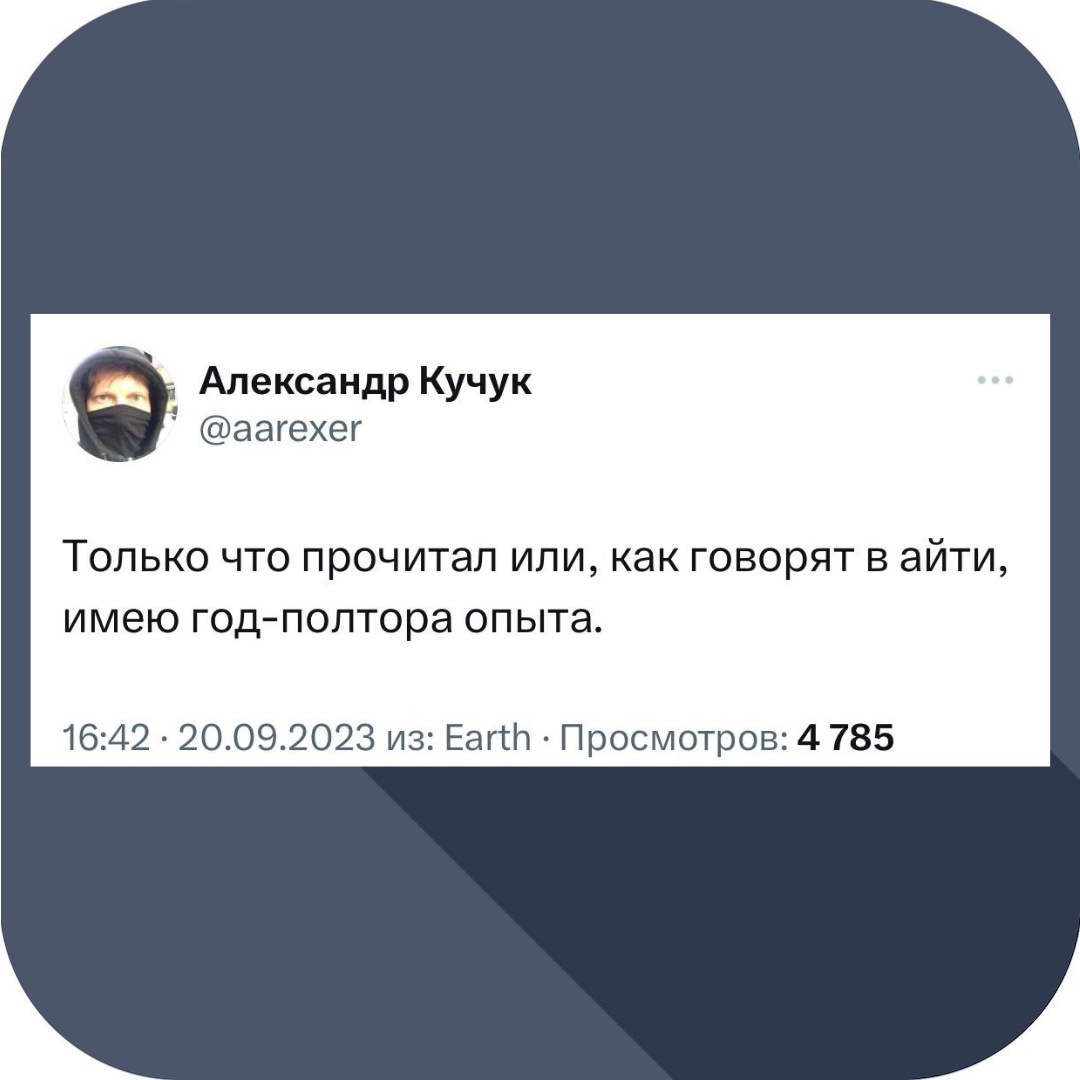 Александр Кучук
@aarexer
Только что прочитал или, как говорят в айти,
имею год-полтора опыта.
16:42 · 20.09.2023 из: Earth · Просмотров: 4 785